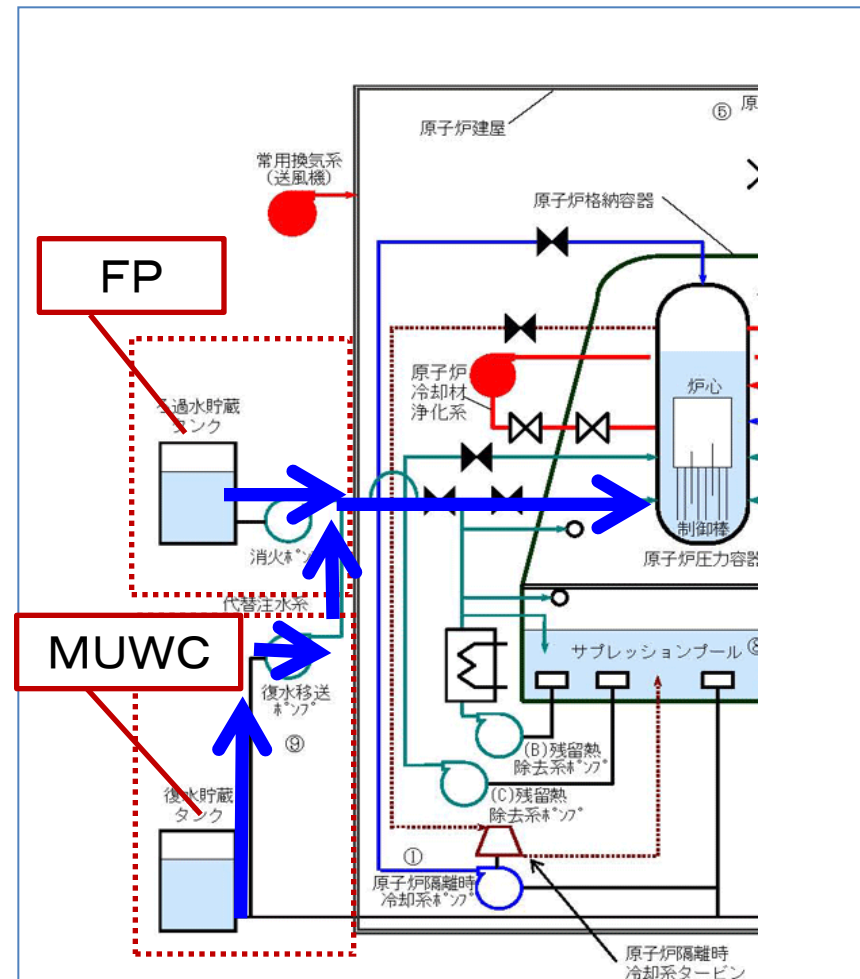 ⑤ 原
原子炉建屋
常用換気系
(送風機)
原子炉格納容器
FP
原子炉
冷却材
浄化系
炉心
過水貯蔵
タンク
制御棒
消火ﾎﾟﾝ
原子炉圧力容器
代替注水系
MUWC
サプレッションプール ⑧
復水移送
ﾎﾟﾝﾌﾟ
⑨
(B)残留熱
除去系ﾎﾟﾝﾌﾟ
復水貯蔵
タンク
(C)残留熱
除去系ﾎﾟﾝﾌﾟ
①
原子炉隔離時
冷却系ﾎﾟﾝﾌﾟ
原子炉隔離時
冷却系タービン